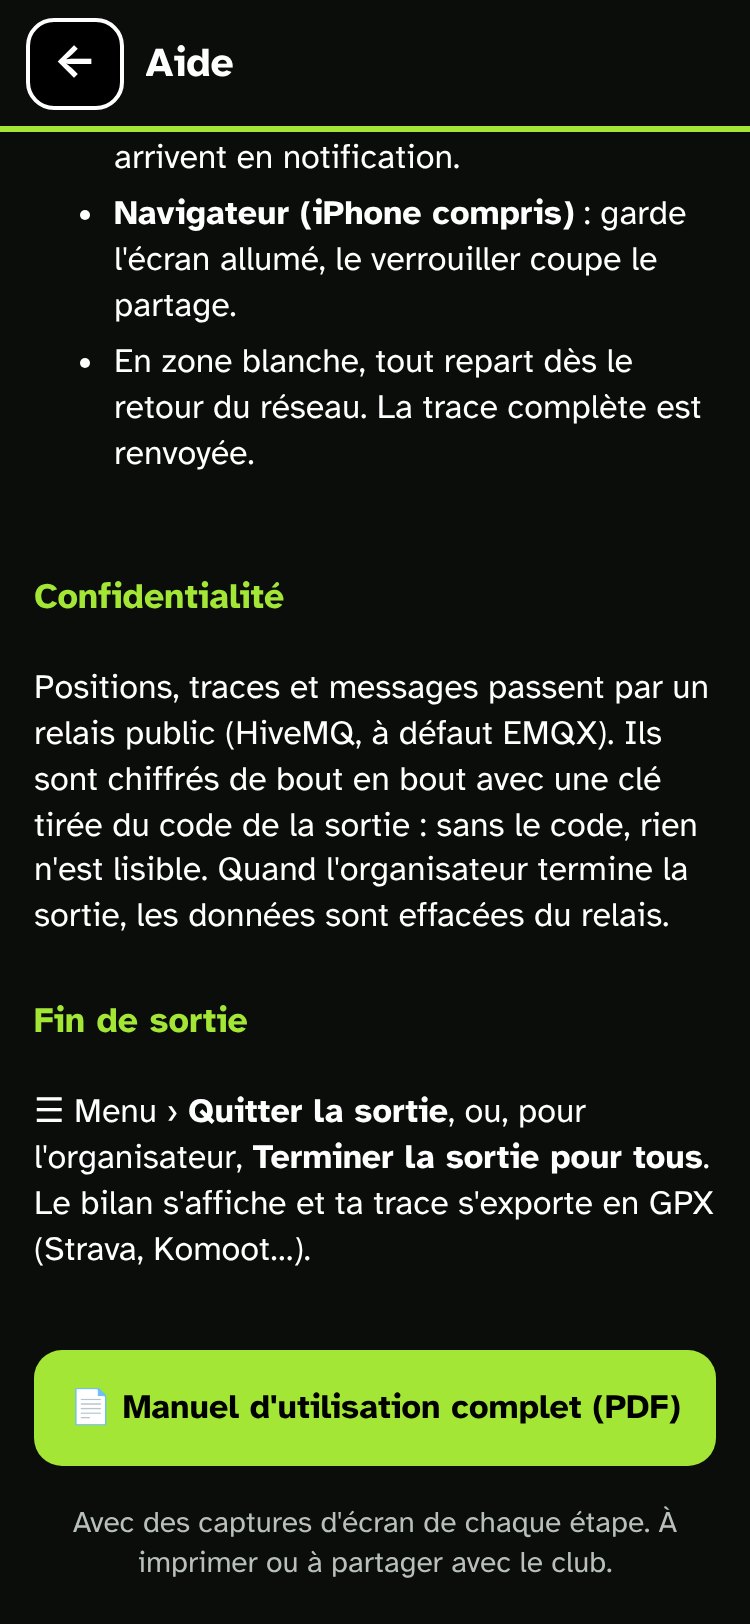 ← Aide
arrivent en notification.
• Navigateur (iPhone compris) : garde
l'écran allumé, le verrouiller coupe le
partage.
• En zone blanche, tout repart dès le
retour du réseau. La trace complète est
renvoyée.
Confidentialité
Positions, traces et messages passent par un
relais public (HiveMQ, à défaut EMQX). Ils
sont chiffrés de bout en bout avec une clé
tirée du code de la sortie : sans le code, rien
n'est lisible. Quand l'organisateur termine la
sortie, les données sont effacées du relais.
Fin de sortie
☰ Menu › Quitter la sortie, ou, pour
l'organisateur, Terminer la sortie pour tous.
Le bilan s'affiche et ta trace s'exporte en GPX
(Strava, Komoot...).
📄 Manuel d'utilisation complet (PDF)
Avec des captures d'écran de chaque étape. À
imprimer ou à partager avec le club.